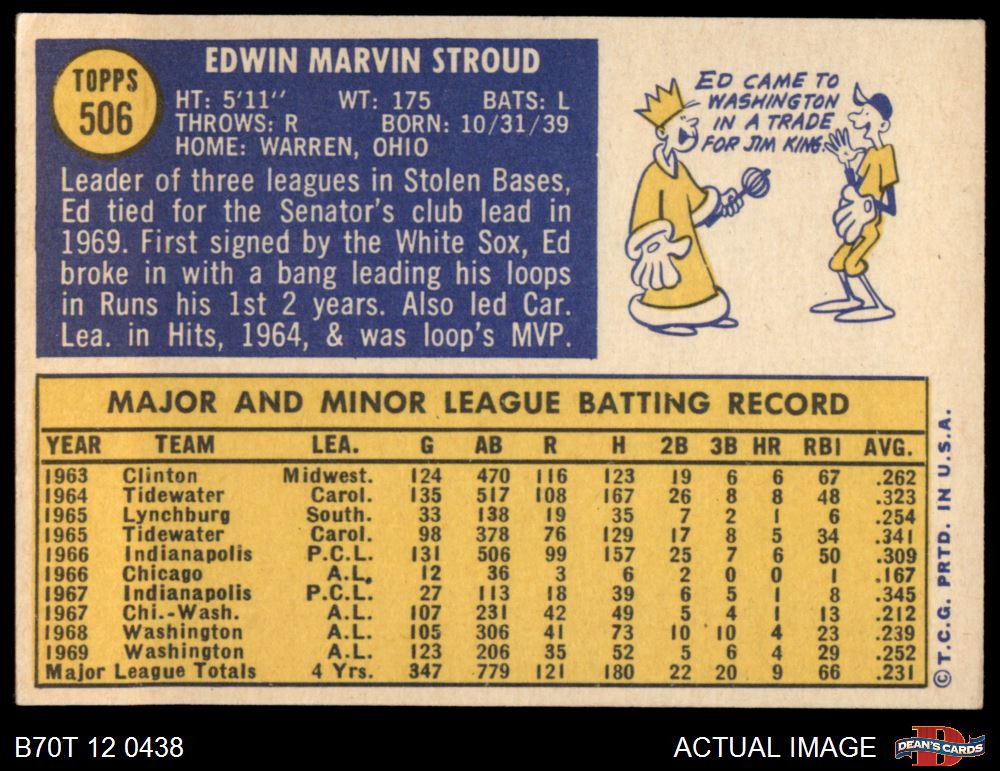 TOPPS
506
EDWIN MARVIN STROUD
HT: 5'11" WT: 175 BATS: L
THROWS: R BORN: 10/31/39
HOME: WARREN, OHIO
Leader of three leagues in Stolen Bases,
Ed tied for the Senator's club lead in
1969. First signed by the White Sox, Ed
broke in with a bang leading his loops
in Runs his 1st 2 years. Also led Car.
Lea. in Hits, 1964, & was loop's MVP.
ED CAME TO
WASHINGTON
IN A TRADE
FOR JIM KING.
MAJOR AND MINOR LEAGUE BATTING RECORD
YEAR TEAM LEA. G AB R H 2B 3B HR RBI AVG.
1963 Clinton Midwest. 124 470 116 123 19 6 6 67 .262
1964 Tidewater Carol. 135 517 108 167 26 8 8 48 .323
1965 Lynchburg South. 33 138 19 35 7 2 1 6 .254
1965 Tidewater Carol. 98 378 76 129 17 8 5 34 .341
1966 Indianapolis P.C.L. 131 506 99 157 25 7 6 50 .309
1966 Chicago A.L. 12 36 3 6 2 0 0 1 .167
1967 Indianapolis P.C.L. 27 113 18 39 6 5 1 8 .345
1967 Chi.-Wash. A.L. 107 231 42 49 5 4 1 13 .212
1968 Washington A.L. 105 306 41 73 10 10 4 23 .239
1969 Washington A.L. 123 206 35 52 5 6 4 29 .252
Major League Totals 4 Yrs. 347 779 121 180 22 20 9 66 .231
© T.C.G. PRTD. IN U.S.A.
B70T 12 0438
ACTUAL IMAGE
DEAN'S CARDS